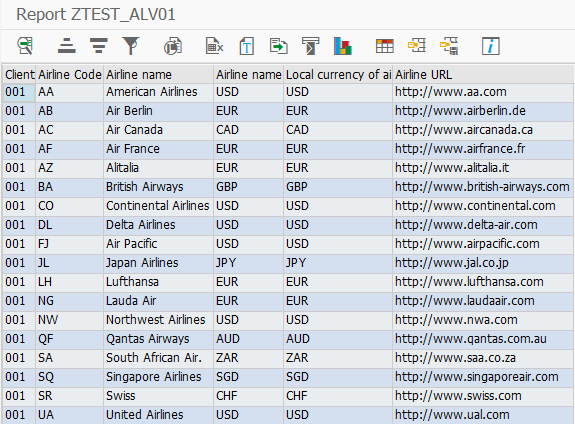 Report ZTEST_ALV01
Client Airline Code Airline name Airline name Local currency of ai Airline URL
001 AA American Airlines USD USD http://www.aa.com
001 AB Air Berlin EUR EUR http://www.airberlin.de
001 AC Air Canada CAD CAD http://www.aircanada.ca
001 AF Air France EUR EUR http://www.airfrance.fr
001 AZ Alitalia EUR EUR http://www.alitalia.it
001 BA British Airways GBP GBP http://www.british-airways.com
001 CO Continental Airlines USD USD http://www.continental.com
001 DL Delta Airlines USD USD http://www.delta-air.com
001 FJ Air Pacific USD USD http://www.airpacific.com
001 JL Japan Airlines JPY JPY http://www.jal.co.jp
001 LH Lufthansa EUR EUR http://www.lufthansa.com
001 NG Lauda Air EUR EUR http://www.laudaair.com
001 NW Northwest Airlines USD USD http://www.nwa.com
001 QF Qantas Airways AUD AUD http://www.qantas.com.au
001 SA South African Air. ZAR ZAR http://www.saa.co.za
001 SQ Singapore Airlines SGD SGD http://www.singaporeair.com
001 SR Swiss CHF CHF http://www.swiss.com
001 UA United Airlines USD USD http://www.ual.com